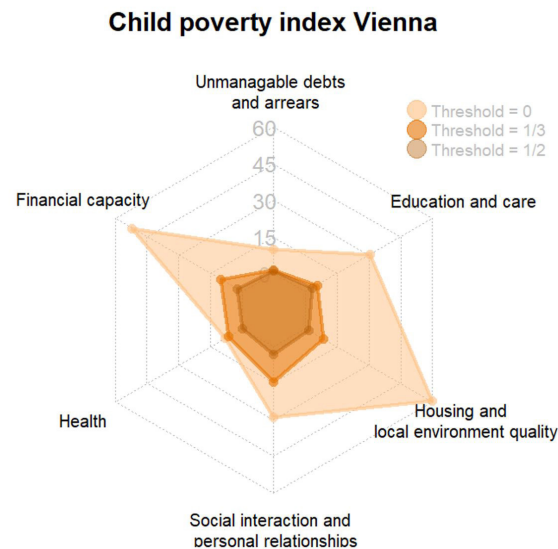 Child poverty index Vienna
Unmanagable debts
and arrears
Threshold = 0
Threshold = 1/3
Threshold = 1/2
60
45
30
15
0
Financial capacity
Education and care
Housing and
local environment quality
Health
Social interaction and
personal relationships